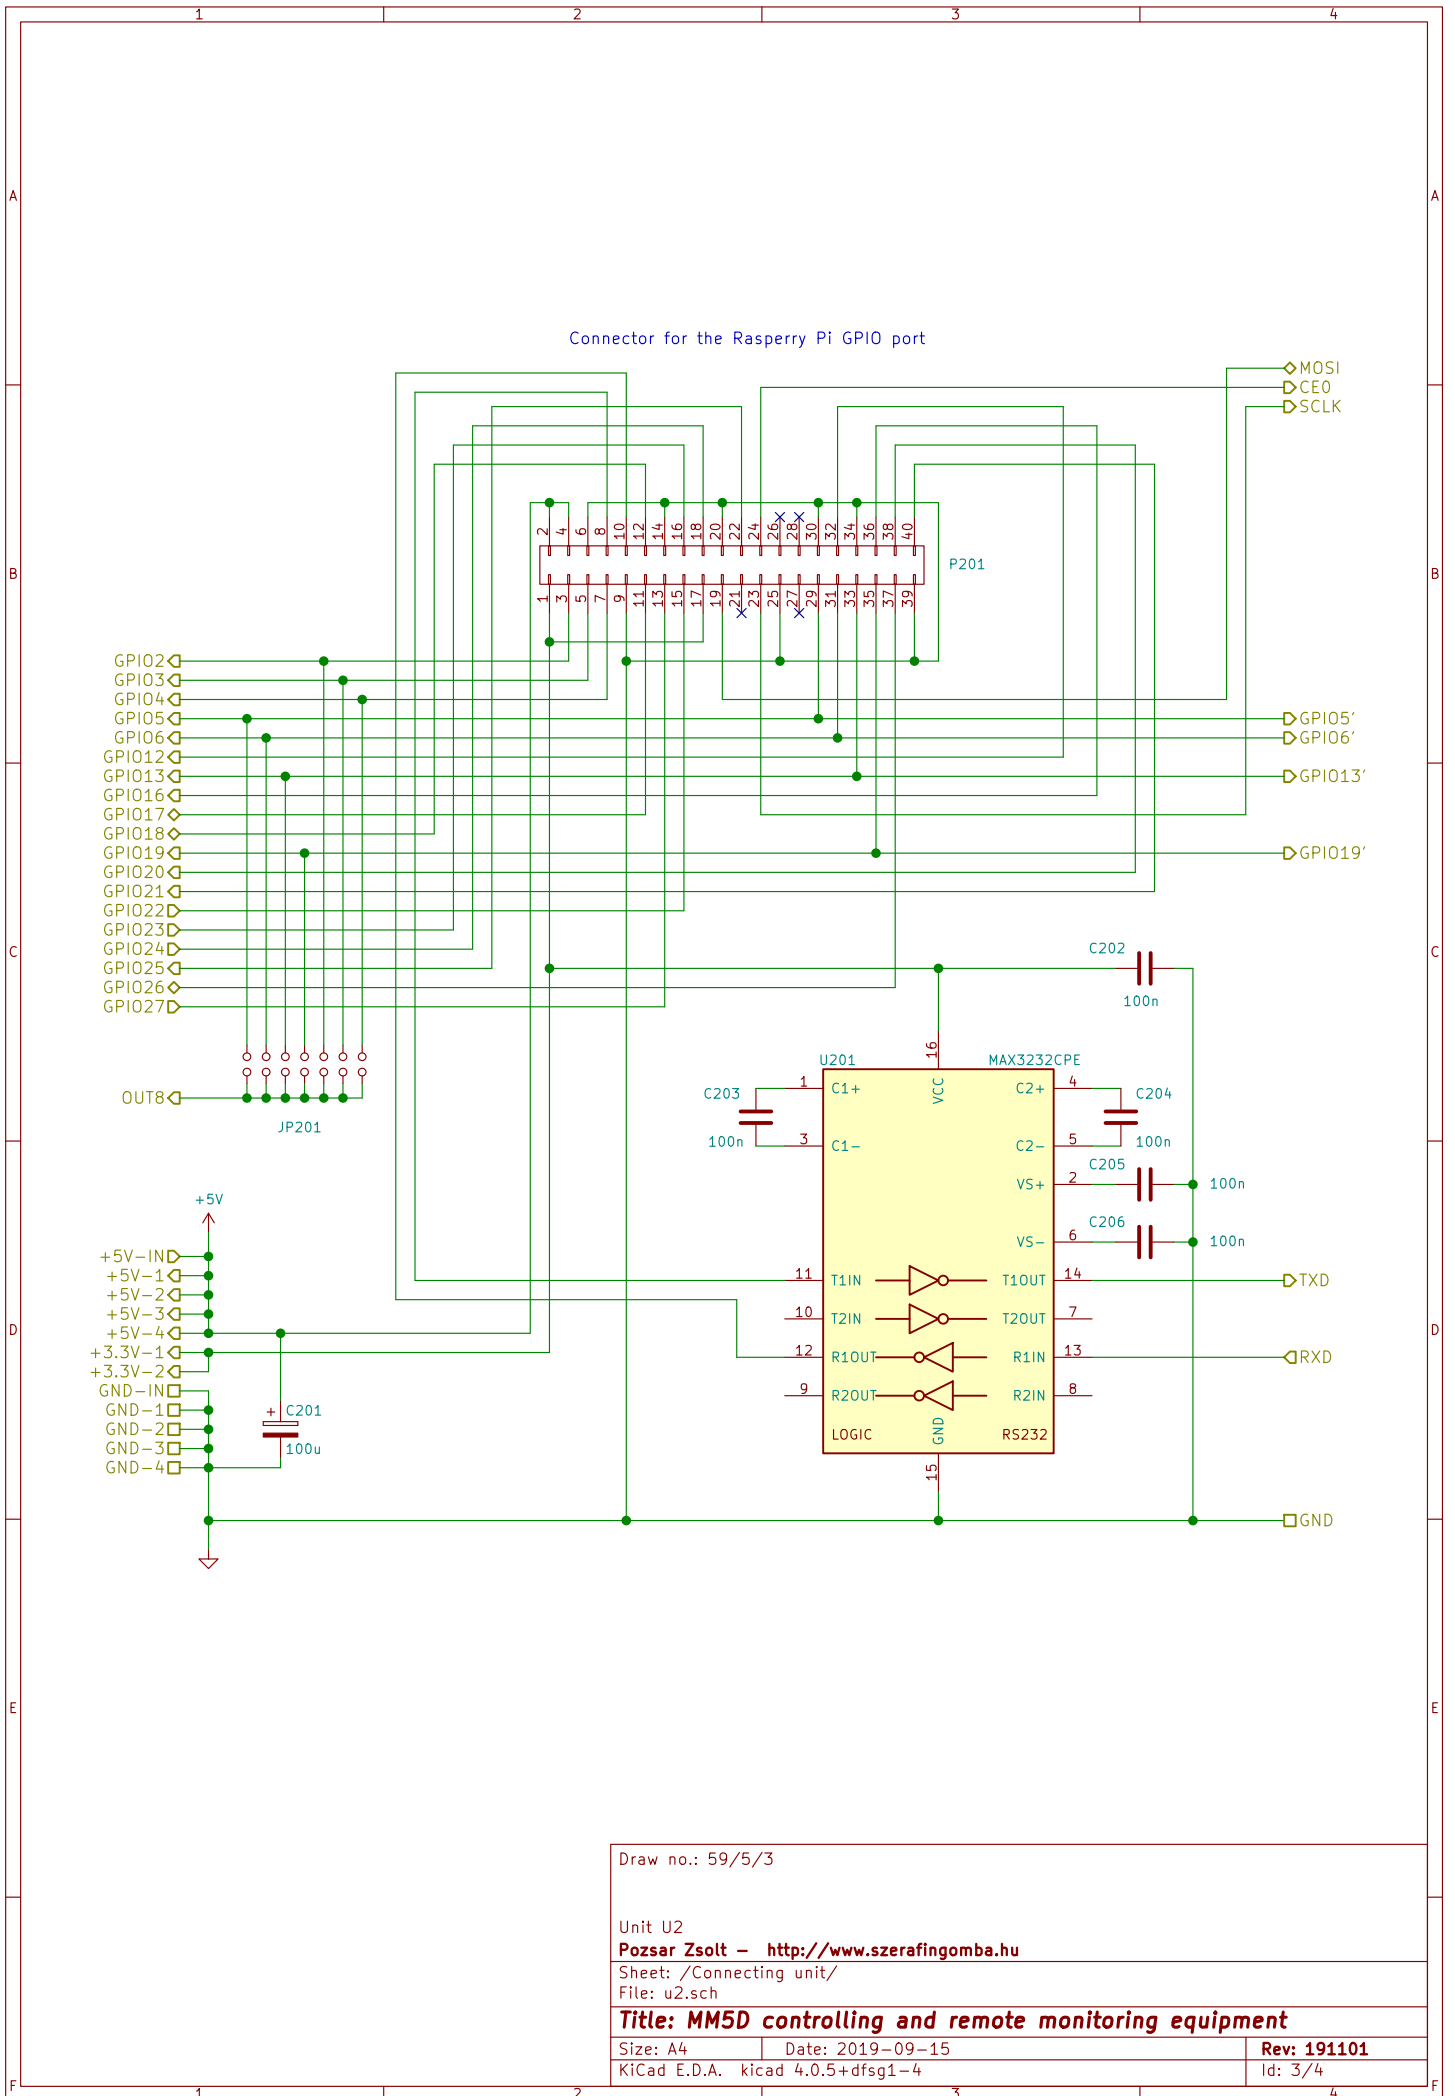 1 2 3 4
A A
Connector for the Rasperry Pi GPIO port
MOSI
CE0
SCLK
2 4 6 8 10 12 14 16 18 20 22 24 26 28 30 32 34 36 38 40
B P201 B
1 3 5 7 9 11 13 15 17 19 21 23 25 27 29 31 33 35 37 39
GPIO2
GPIO3
GPIO4
GPIO5 GPIO5'
GPIO6 GPIO6'
GPIO12
GPIO13 GPIO13'
GPIO16
GPIO17
GPIO18
GPIO19 GPIO19'
GPIO20
GPIO21
GPIO22
GPIO23
GPIO24
C C202 C
GPIO25
GPIO26
100n
GPIO27
16
U201 MAX3232CPE
1 C1+ VCC C2+ 4
C203 C204
OUT8
JP201
100n 3 C1- C2- 5 100n
C205
VS+ 2 100n
+5V
C206
VS- 6 100n
+5V-IN
+5V-1 11 T1IN T1OUT 14 TXD
+5V-2
+5V-3 10 T2IN T2OUT 7
D D
+5V-4
+3.3V-1 12 R1OUT R1IN 13 RXD
+3.3V-2
GND-IN 9 R2OUT R2IN 8
GND-1 + C201
GND-2 GND
LOGIC RS232
GND-3 100u
GND-4 15
GND
E E
Draw no.: 59/5/3
Unit U2
Pozsar Zsolt - http://www.szerafingomba.hu
Sheet: /Connecting unit/
File: u2.sch
Title: MM5D controlling and remote monitoring equipment
Size: A4 Date: 2019-09-15 Rev: 191101
KiCad E.D.A. kicad 4.0.5+dfsg1-4 Id: 3/4
F F
1 2 3 4